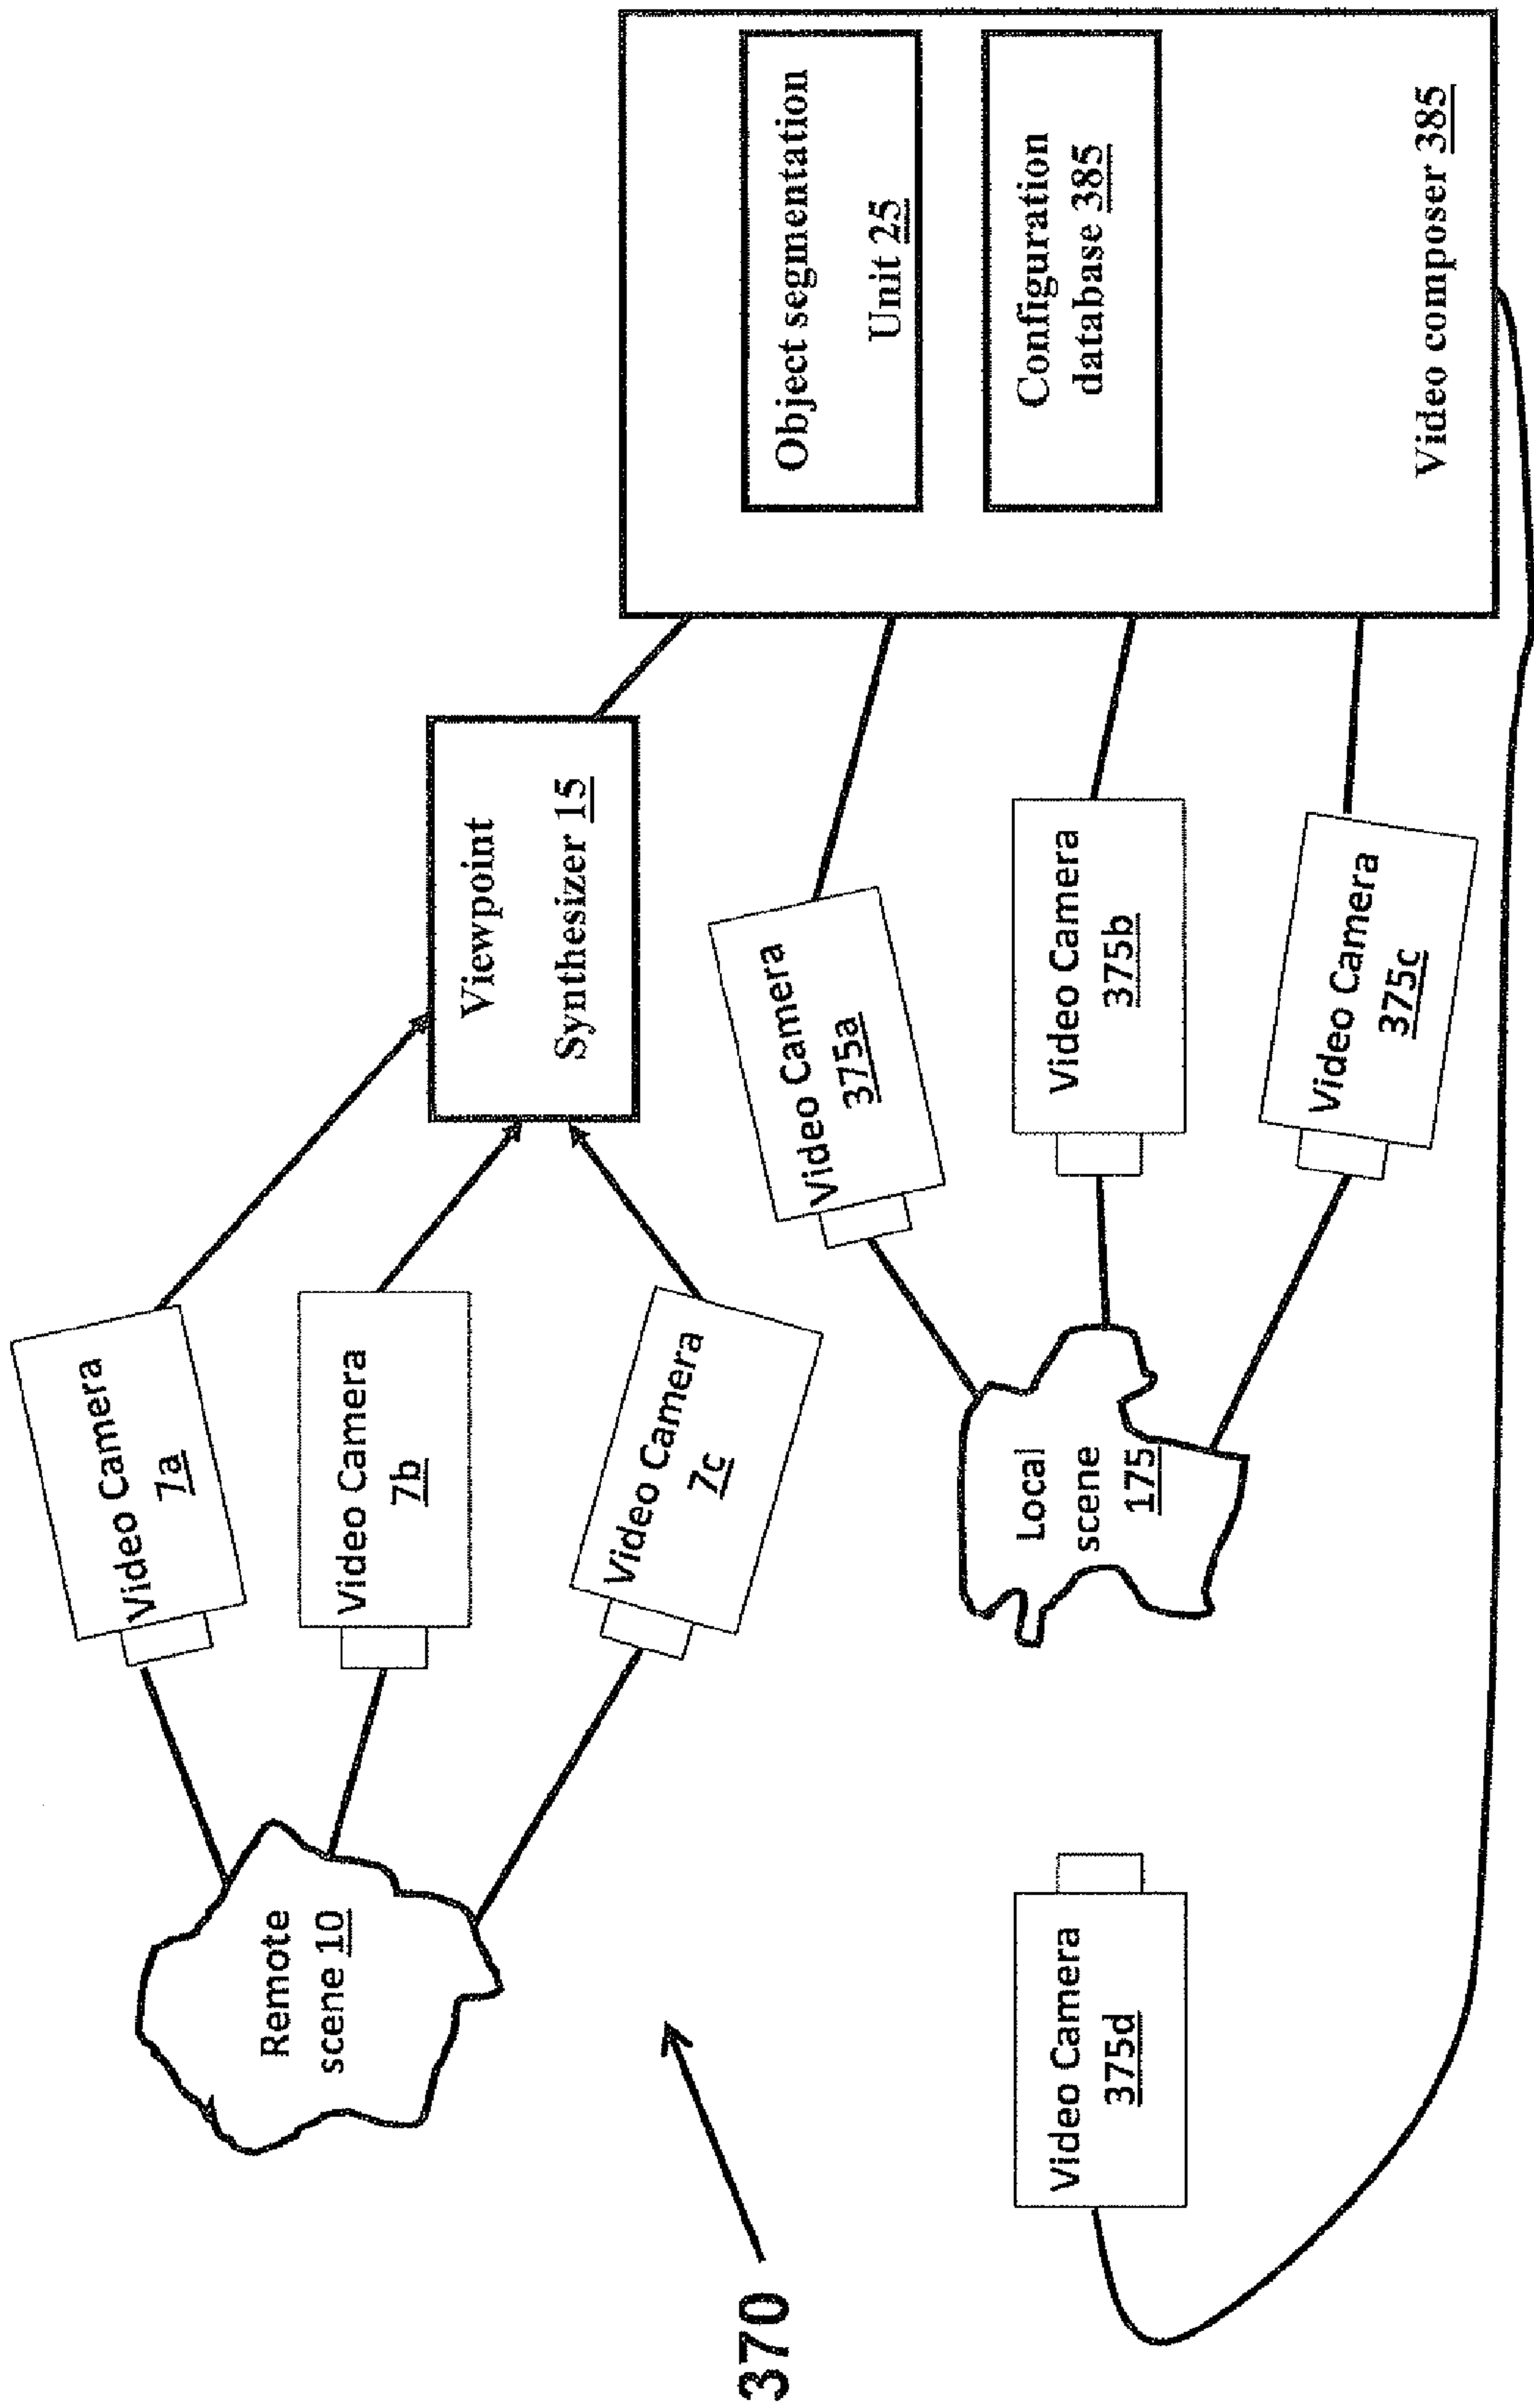 Video Camera
7a
Video Camera
7b
Video Camera
7c
Remote
scene 10
Viewpoint
Synthesizer 15
Video Camera
375a
Video Camera
375b
Video Camera
375c
Local
scene
175
Video Camera
375d
Object segmentation
Unit 25
Configuration
database 385
Video composer 385
370